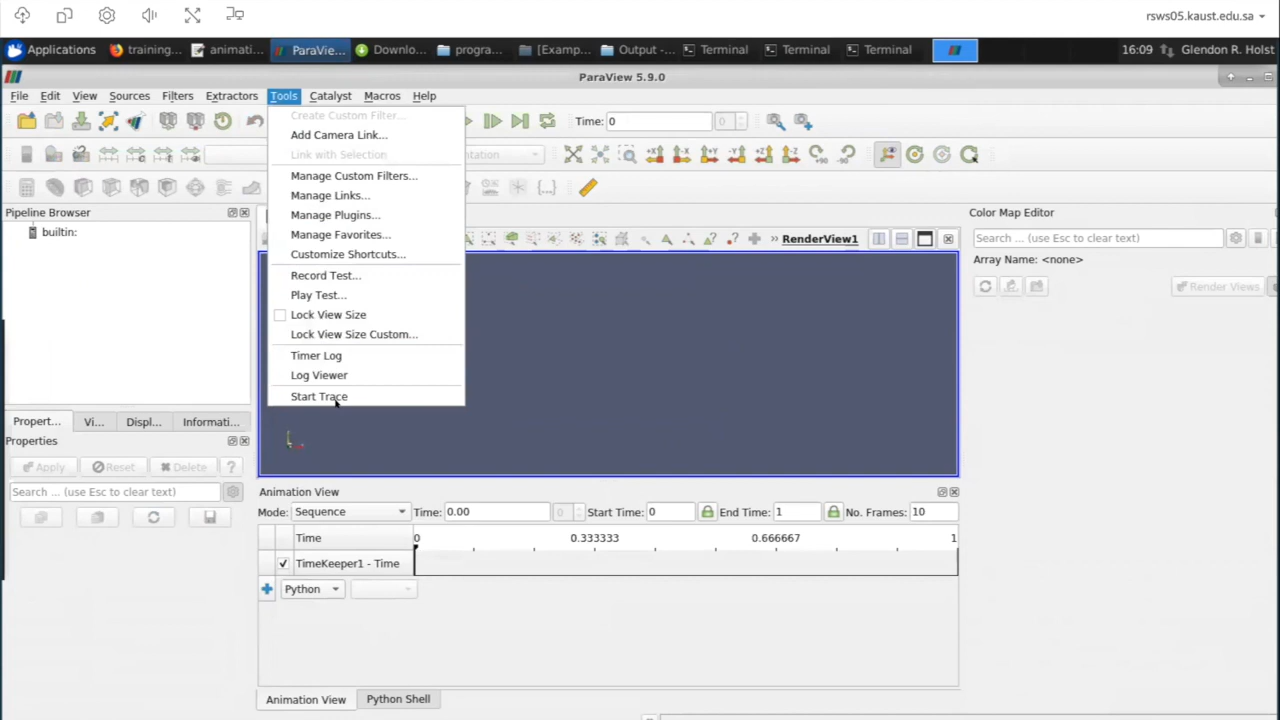 rsws05.kaust.edu.sa
Applications training... animati... ParaVie... Downlo... progra... [Examp... Output -... Terminal Terminal Terminal 16:09 Glendon R. Holst
ParaView 5.9.0
File Edit View Sources Filters Extractors Tools Catalyst Macros Help
Create Custom Filter...
Add Camera Link...
Link with Selection
Manage Custom Filters...
Manage Links...
Manage Plugins...
Manage Favorites...
Customize Shortcuts...
Record Test...
Play Test...
Lock View Size
Lock View Size Custom...
Timer Log
Log Viewer
Start Trace
Time: 0 0
+X -X +Y -Y +Z -Z -90 +90
Pipeline Browser
builtin:
RenderView1
Color Map Editor
Search ... (use Esc to clear text)
Array Name: <none>
Render Views
Propert... Vi... Displ... Informati...
Properties
Apply Reset Delete ?
Search ... (use Esc to clear text)
Animation View
Mode: Sequence Time: 0.00 0 Start Time: 0 End Time: 1 No. Frames: 10
Time 0 0.333333 0.666667 1
TimeKeeper1 - Time
Python
Animation View Python Shell